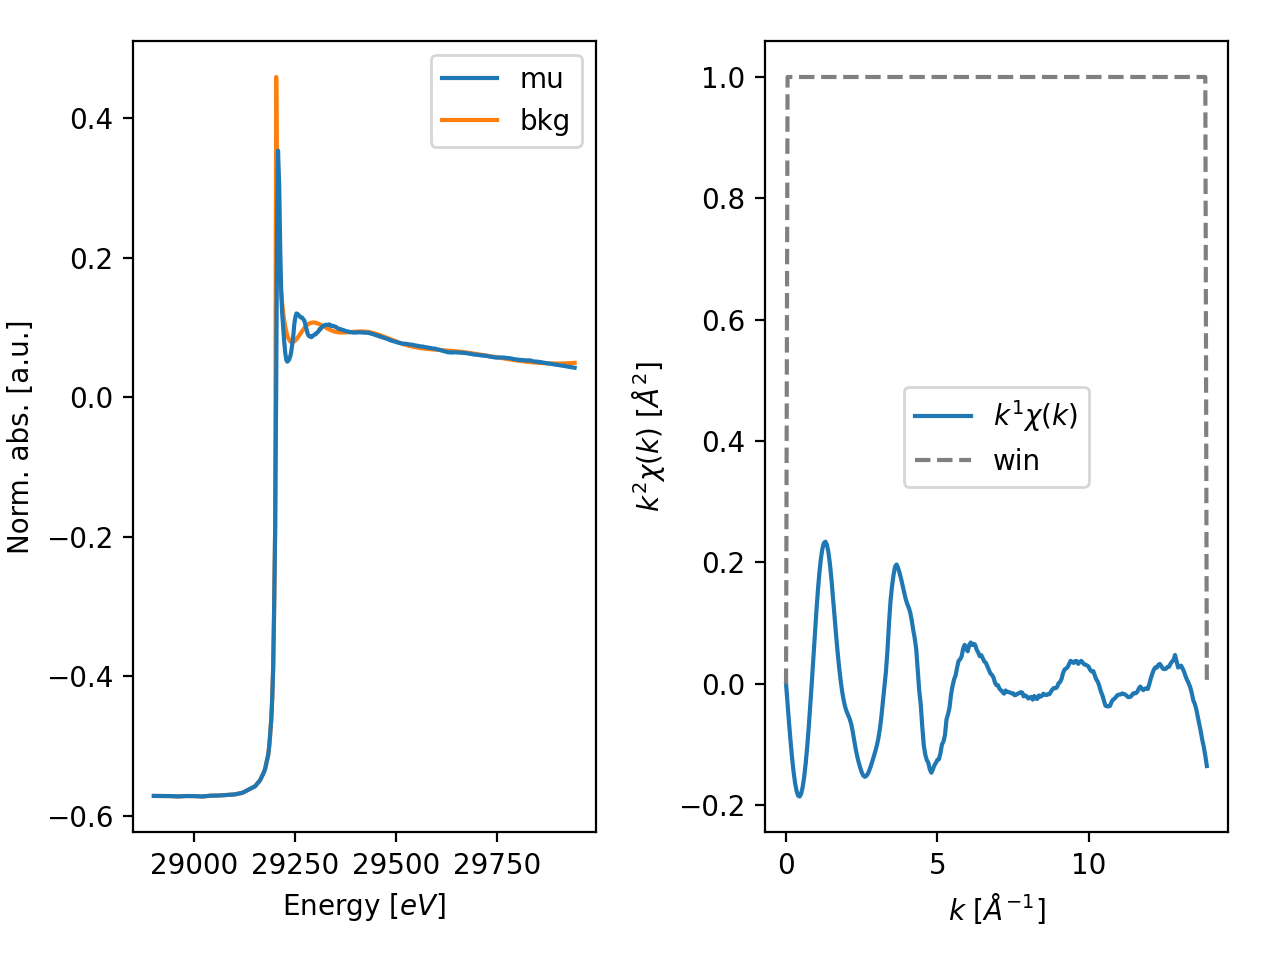 mu
bkg
0.4
0.2
0.0
−0.2
−0.4
−0.6
Norm. abs. [a.u.]
29000 29250 29500 29750
Energy [eV]
1.0
0.8
0.6
0.4
0.2
0.0
−0.2
k²χ(k) [Å²]
k¹χ(k)
win
0 5 10
k [Å⁻¹]